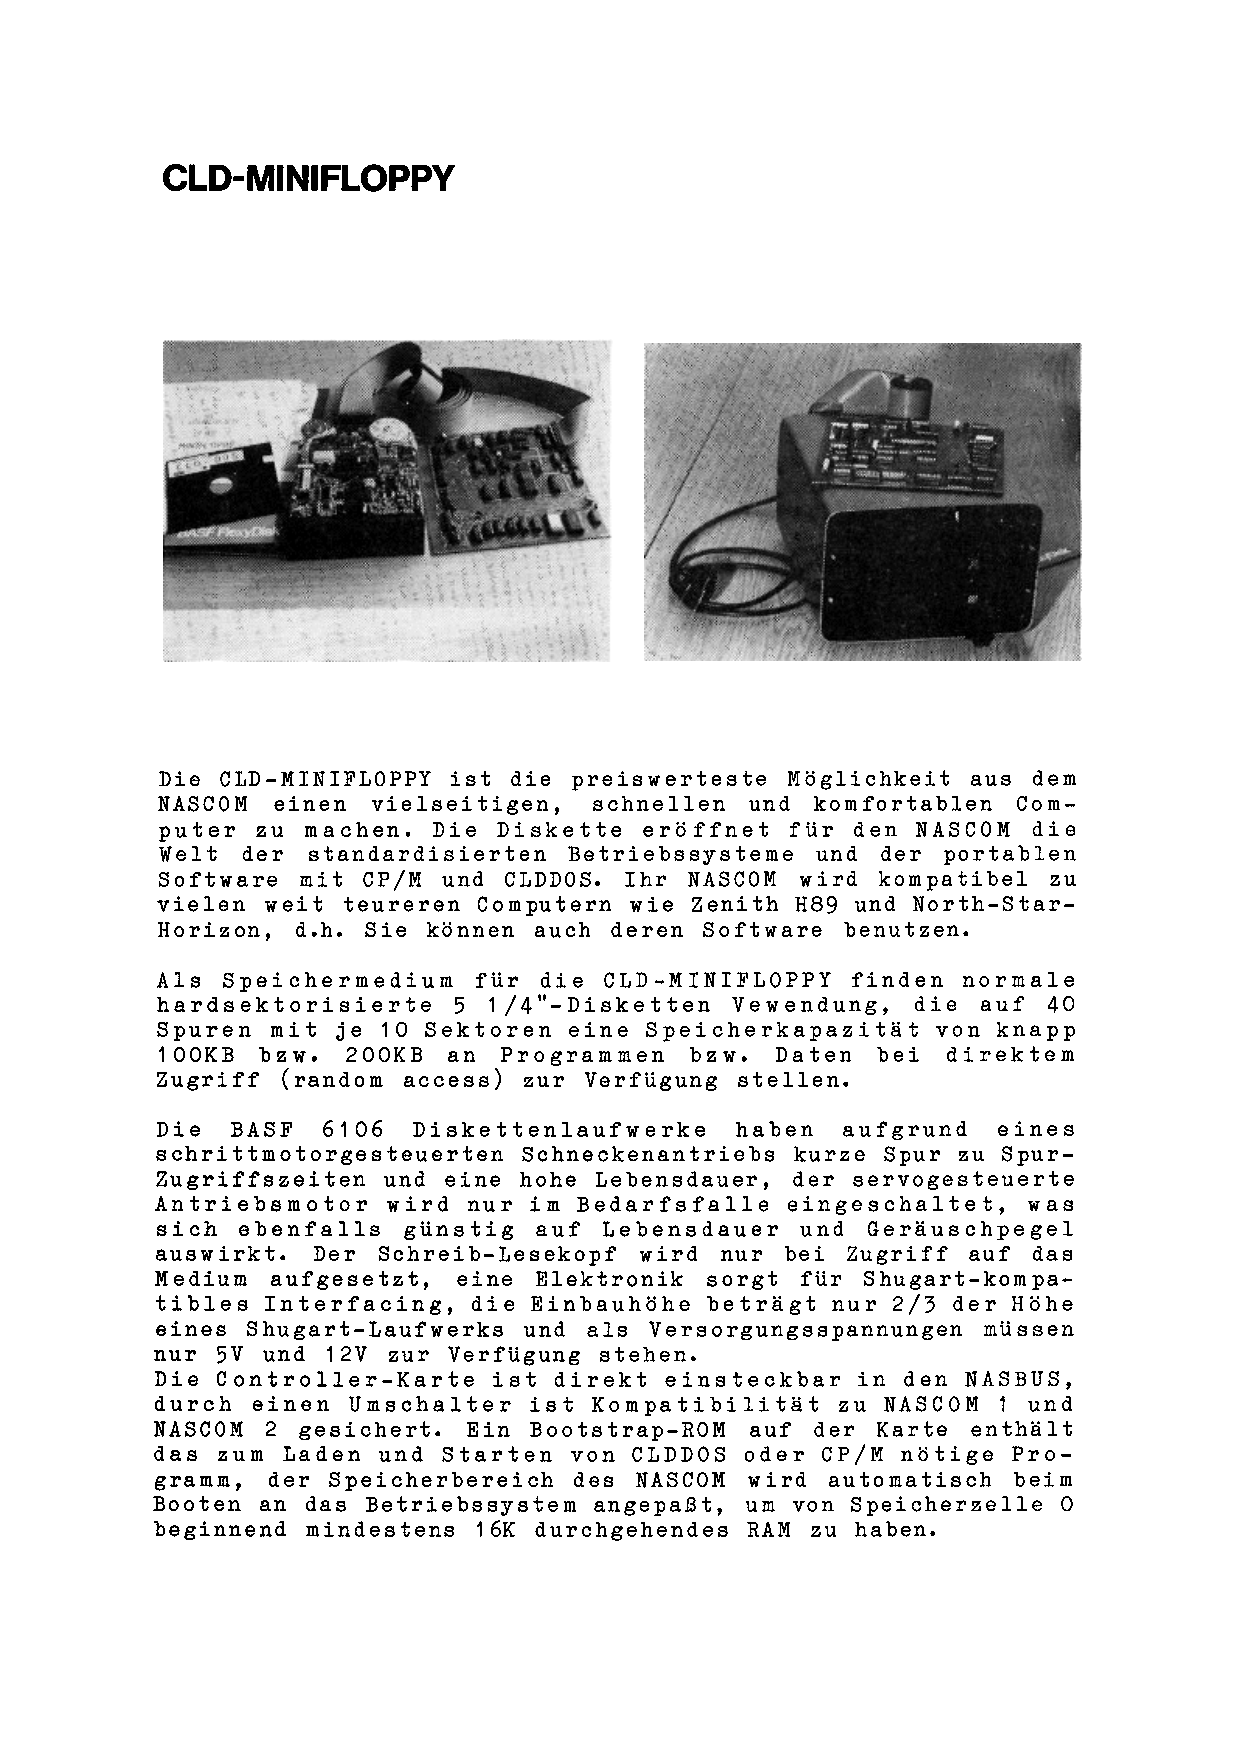 CLD-MINIFLOPPY
BASF FlexyDisk
Die CLD-MINIFLOPPY ist die preiswerteste Möglichkeit aus dem
NASCOM einen vielseitigen, schnellen und komfortablen Com-
puter zu machen. Die Diskette eröffnet für den NASCOM die
Welt der standardisierten Betriebssysteme und der portablen
Software mit CP/M und CLDDOS. Ihr NASCOM wird kompatibel zu
vielen weit teureren Computern wie Zenith H89 und North-Star-
Horizon, d.h. Sie können auch deren Software benutzen.
Als Speichermedium für die CLD-MINIFLOPPY finden normale
hardsektorisierte 5 1/4"-Disketten Vewendung, die auf 40
Spuren mit je 10 Sektoren eine Speicherkapazität von knapp
100KB bzw. 200KB an Programmen bzw. Daten bei direktem
Zugriff (random access) zur Verfügung stellen.
Die BASF 6106 Diskettenlaufwerke haben aufgrund eines
schrittmotorgesteuerten Schneckenantriebs kurze Spur zu Spur-
Zugriffszeiten und eine hohe Lebensdauer, der servogesteuerte
Antriebsmotor wird nur im Bedarfsfalle eingeschaltet, was
sich ebenfalls günstig auf Lebensdauer und Geräuschpegel
auswirkt. Der Schreib-Lesekopf wird nur bei Zugriff auf das
Medium aufgesetzt, eine Elektronik sorgt für Shugart-kompa-
tibles Interfacing, die Einbauhöhe beträgt nur 2/3 der Höhe
eines Shugart-Laufwerks und als Versorgungsspannungen müssen
nur 5V und 12V zur Verfügung stehen.
Die Controller-Karte ist direkt einsteckbar in den NASBUS,
durch einen Umschalter ist Kompatibilität zu NASCOM 1 und
NASCOM 2 gesichert. Ein Bootstrap-ROM auf der Karte enthält
das zum Laden und Starten von CLDDOS oder CP/M nötige Pro-
gramm, der Speicherbereich des NASCOM wird automatisch beim
Booten an das Betriebssystem angepaßt, um von Speicherzelle 0
beginnend mindestens 16K durchgehendes RAM zu haben.